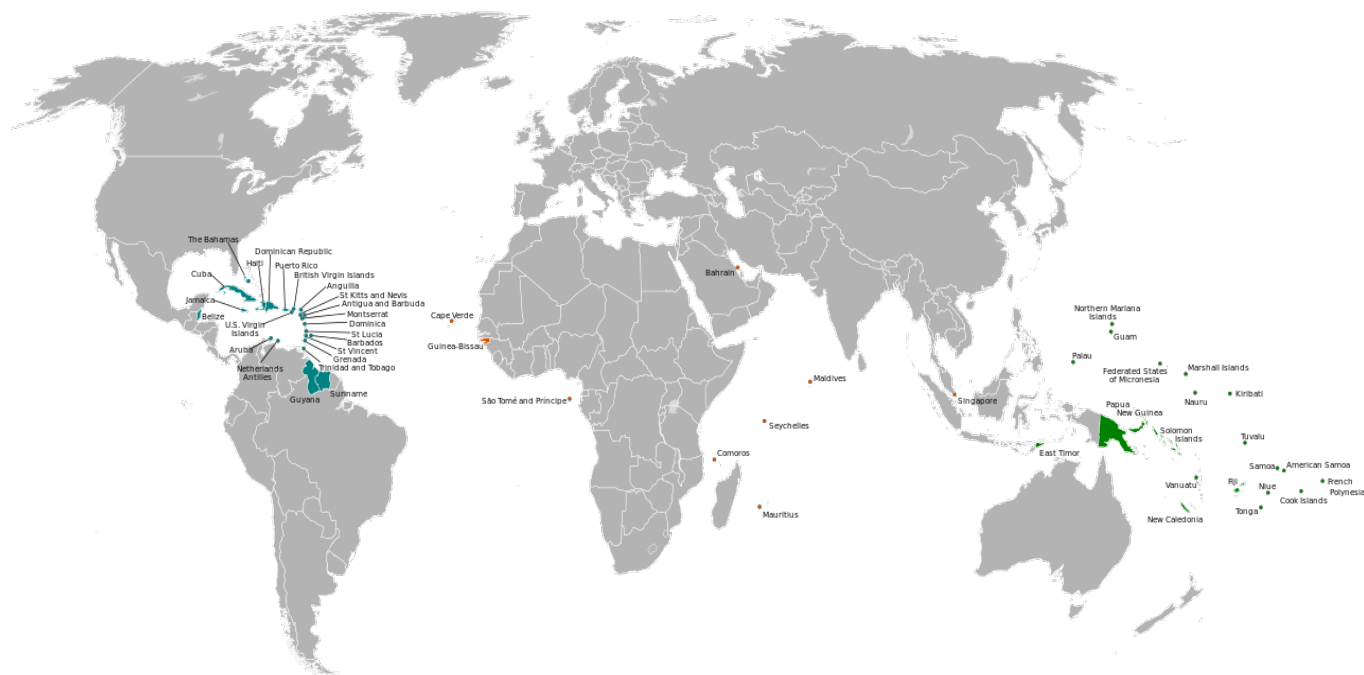 The Bahamas
Dominican Republic
Haiti
Puerto Rico
Cuba
British Virgin Islands
Anguilla
St Kitts and Nevis
Jamaica
Antigua and Barbuda
Belize
Montserrat
U.S. Virgin
Islands
Dominica
St Lucia
Barbados
Aruba
St Vincent
Grenada
Netherlands
Antilles
Trinidad and Tobago
Guyana
Suriname
Cape Verde
Guinea-Bissau
São Tomé and Príncipe
Bahrain
Maldives
Seychelles
Comoros
Mauritius
Singapore
Northern Mariana
Islands
Guam
Palau
Federated States
of Micronesia
Marshall Islands
Nauru
Kiribati
Papua
New Guinea
Solomon
Islands
East Timor
Tuvalu
Samoa
American Samoa
Vanuatu
Fiji
Niue
French
Polynesia
Cook Islands
Tonga
New Caledonia